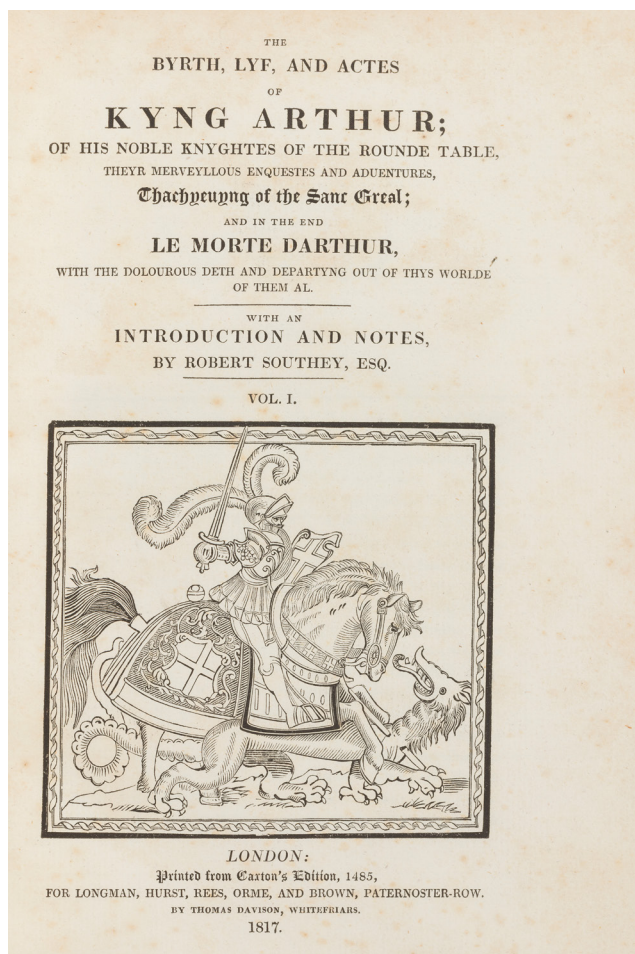 THE
BYRTH, LYF, AND ACTES
OF
KYNG ARTHUR;
OF HIS NOBLE KNYGHTES OF THE ROUNDE TABLE,
THEYR MERVEYLLOUS ENQUESTES AND ADUENTURES,
Thachyeuyng of the Sanc Greal;
AND IN THE END
LE MORTE DARTHUR,
WITH THE DOLOUROUS DETH AND DEPARTYNG OUT OF THYS WORLDE
OF THEM AL.
WITH AN
INTRODUCTION AND NOTES,
BY ROBERT SOUTHEY, ESQ.
VOL. I.
LONDON:
Printed from Caxton's Edition, 1485,
FOR LONGMAN, HURST, REES, ORME, AND BROWN, PATERNOSTER-ROW.
BY THOMAS DAVISON, WHITEFRIARS.
1817.